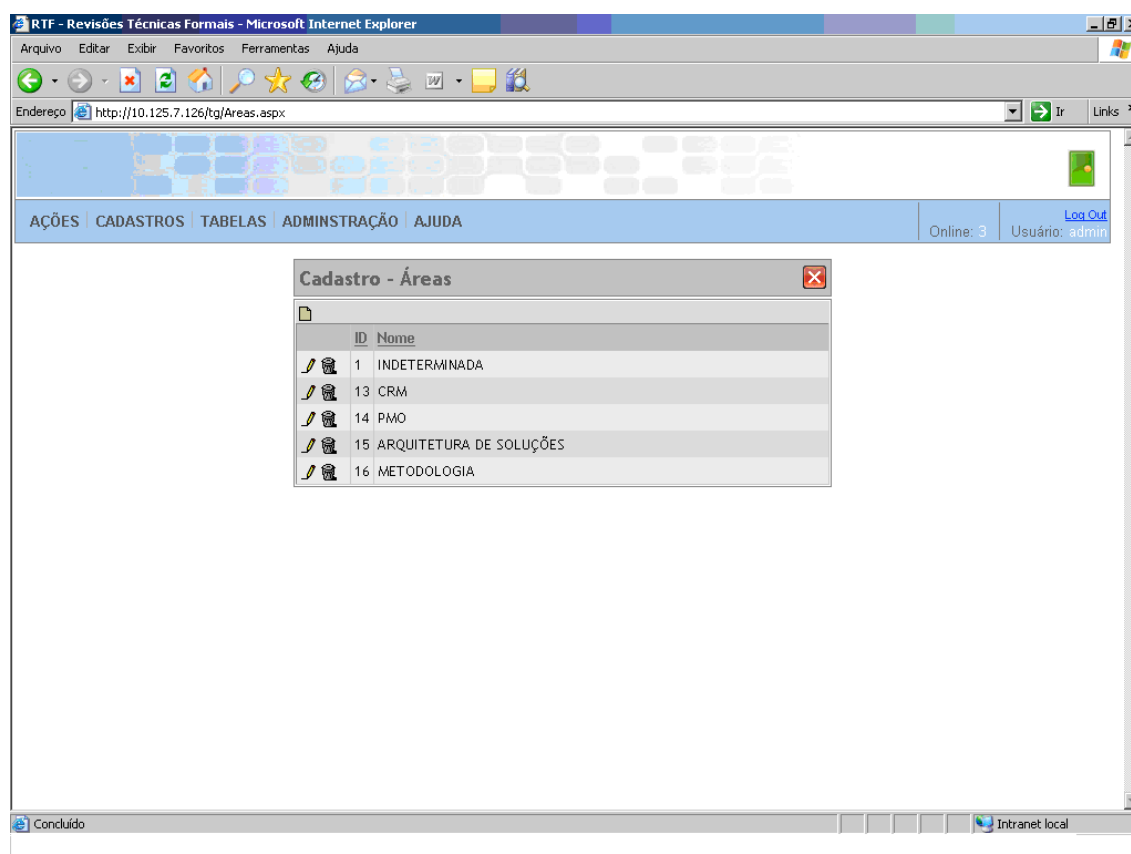 RTF - Revisões Técnicas Formais - Microsoft Internet Explorer
Arquivo Editar Exibir Favoritos Ferramentas Ajuda
Endereço http://10.125.7.126/tg/Areas.aspx Ir Links
Log Out
AÇÕES CADASTROS TABELAS ADMINSTRAÇÃO AJUDA Online: 3 Usuário: admin
Cadastro - Áreas
ID Nome
1 INDETERMINADA
13 CRM
14 PMO
15 ARQUITETURA DE SOLUÇÕES
16 METODOLOGIA
Concluído Intranet local